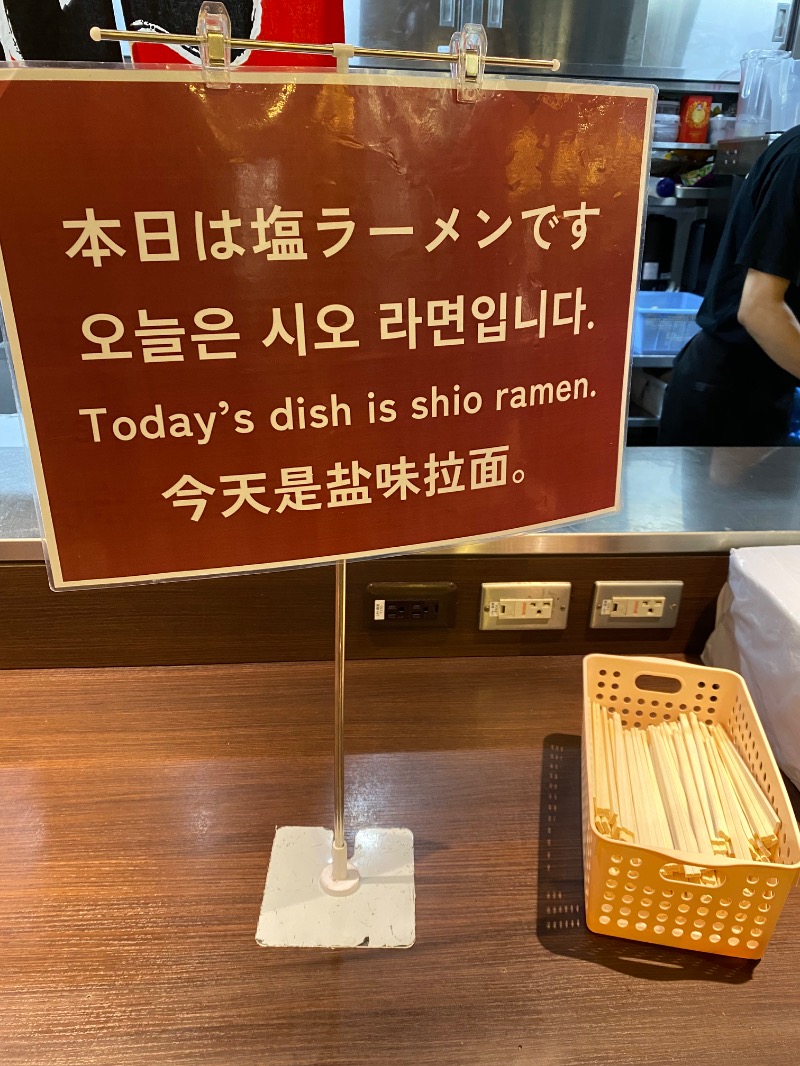 本日は塩ラーメンです
오늘은 시오 라면입니다.
Today's dish is shio ramen.
今天是盐味拉面。